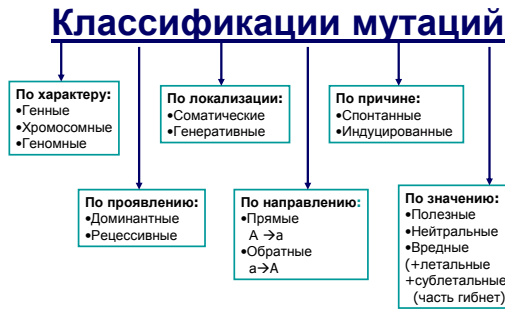 Классификации мутаций
По характеру:
•Генные
•Хромосомные
•Геномные
По локализации:
•Соматические
•Генеративные
По причине:
•Спонтанные
•Индуцированные
По проявлению:
•Доминантные
•Рецессивные
По направлению:
•Прямые
А →а
•Обратные
а→А
По значению:
•Полезные
•Нейтральные
•Вредные
(+летальные
+сублетальные
(часть гибнет)